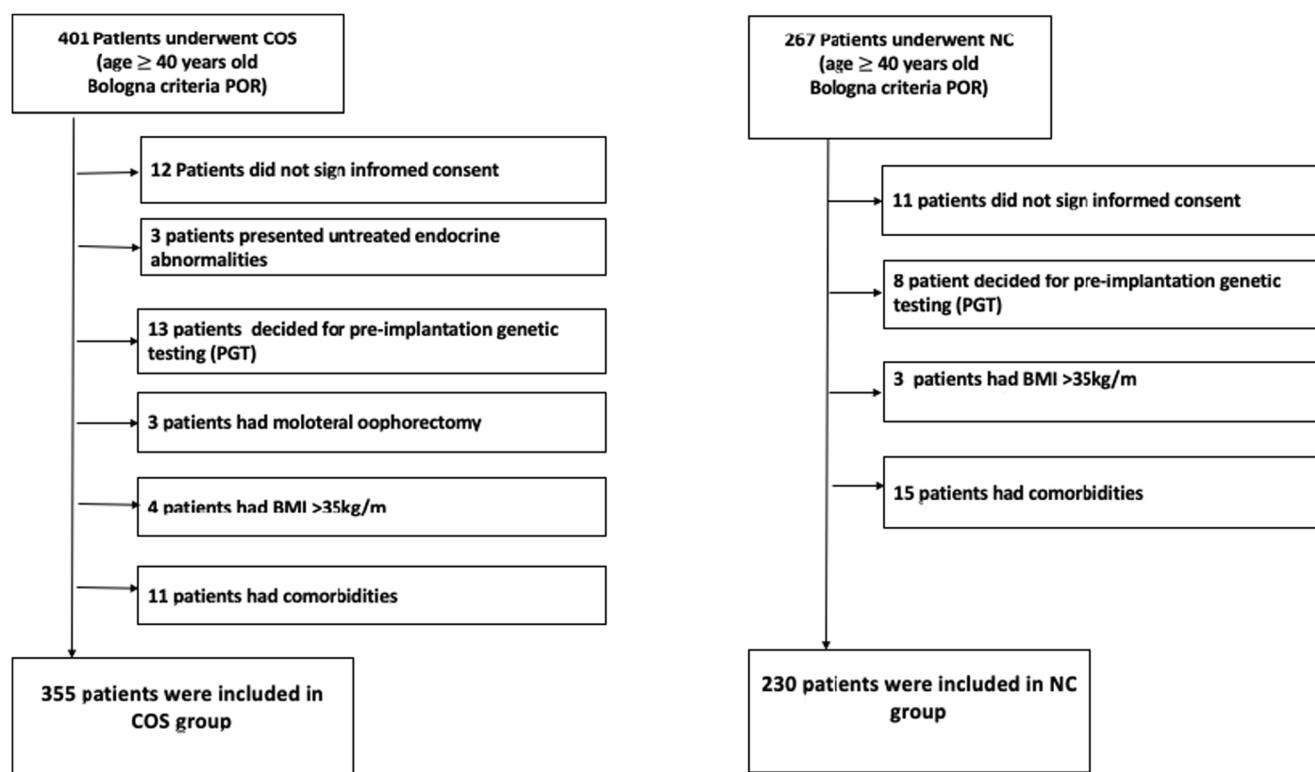 401 Patients underwent COS
(age ≥ 40 years old
Bologna criteria POR)
12 Patients did not sign infromed consent
3 patients presented untreated endocrine
abnormalities
13 patients decided for pre-implantation genetic
testing (PGT)
3 patients had moloteral oophorectomy
4 patients had BMI >35kg/m
11 patients had comorbidities
355 patients were included in
COS group
267 Patients underwent NC
(age ≥ 40 years old
Bologna criteria POR)
11 patients did not sign informed consent
8 patient decided for pre-implantation genetic
testing (PGT)
3 patients had BMI >35kg/m
15 patients had comorbidities
230 patients were included in NC
group